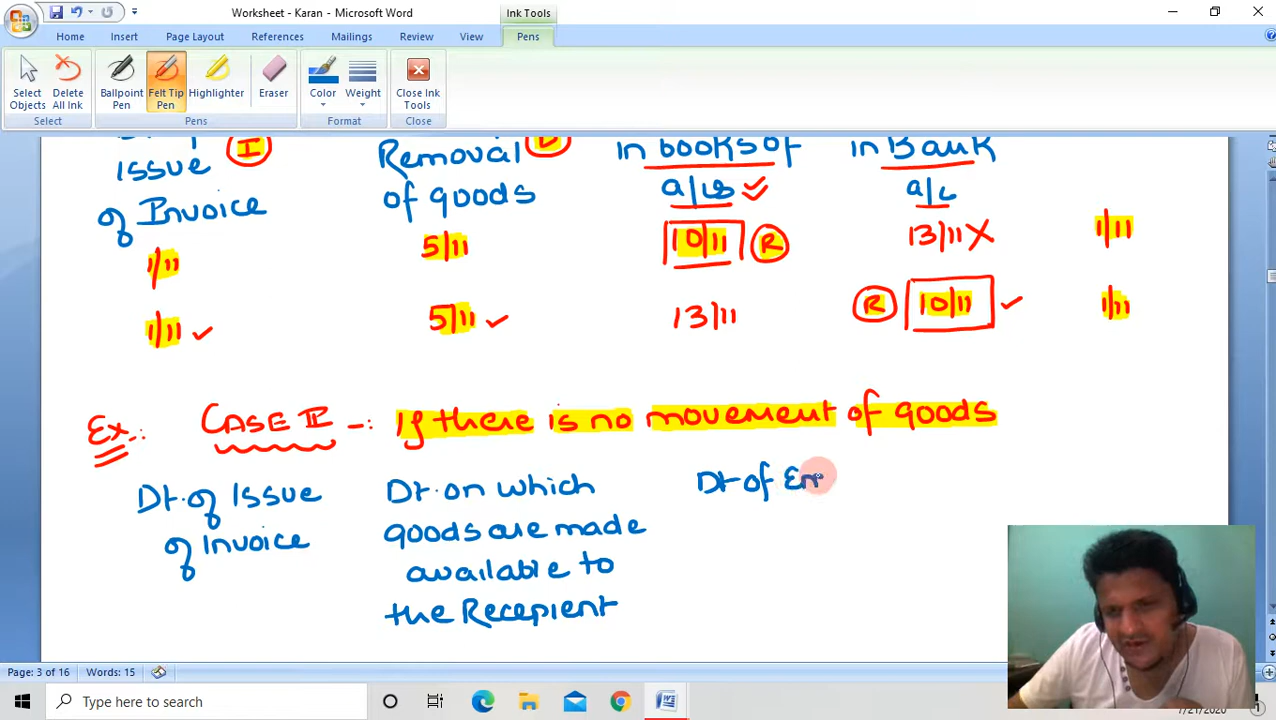 Worksheet - Karan - Microsoft Word
Ink Tools
Home Insert Page Layout References Mailings Review View Pens
Select Objects
Delete All Ink
Ballpoint Pen
Felt Tip Pen
Highlighter
Eraser
Color
Weight
Close Ink Tools
Select Pens Format Close
Issue
of Invoice
I
Removal
of goods
in books of
a/cs
in Bank
a/c
1/11 5/11 10/11 R 13/11 X 1/11
1/11 ✓ 5/11 ✓ 13/11 R 10/11 ✓ 1/11
Ex.: CASE II -: If there is no movement of goods
Dt. of Issue
of Invoice
Dt. on which
goods are made
available to
the Recepient
Dt of En
Page: 3 of 16 Words: 15
Type here to search
7/21/2020